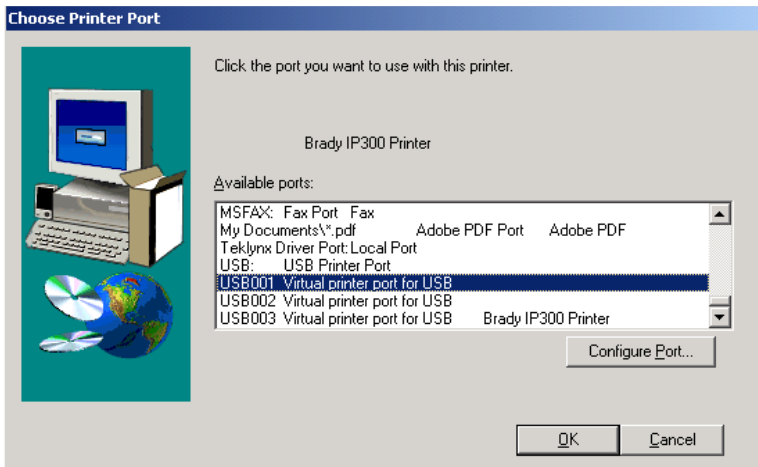 Choose Printer Port
Click the port you want to use with this printer.
Brady IP300 Printer
Available ports:
MSFAX: Fax Port Fax
My Documents\*.pdf Adobe PDF Port Adobe PDF
Teklynx Driver Port: Local Port
USB: USB Printer Port
USB001 Virtual printer port for USB
USB002 Virtual printer port for USB
USB003 Virtual printer port for USB Brady IP300 Printer
Configure Port...
OK Cancel